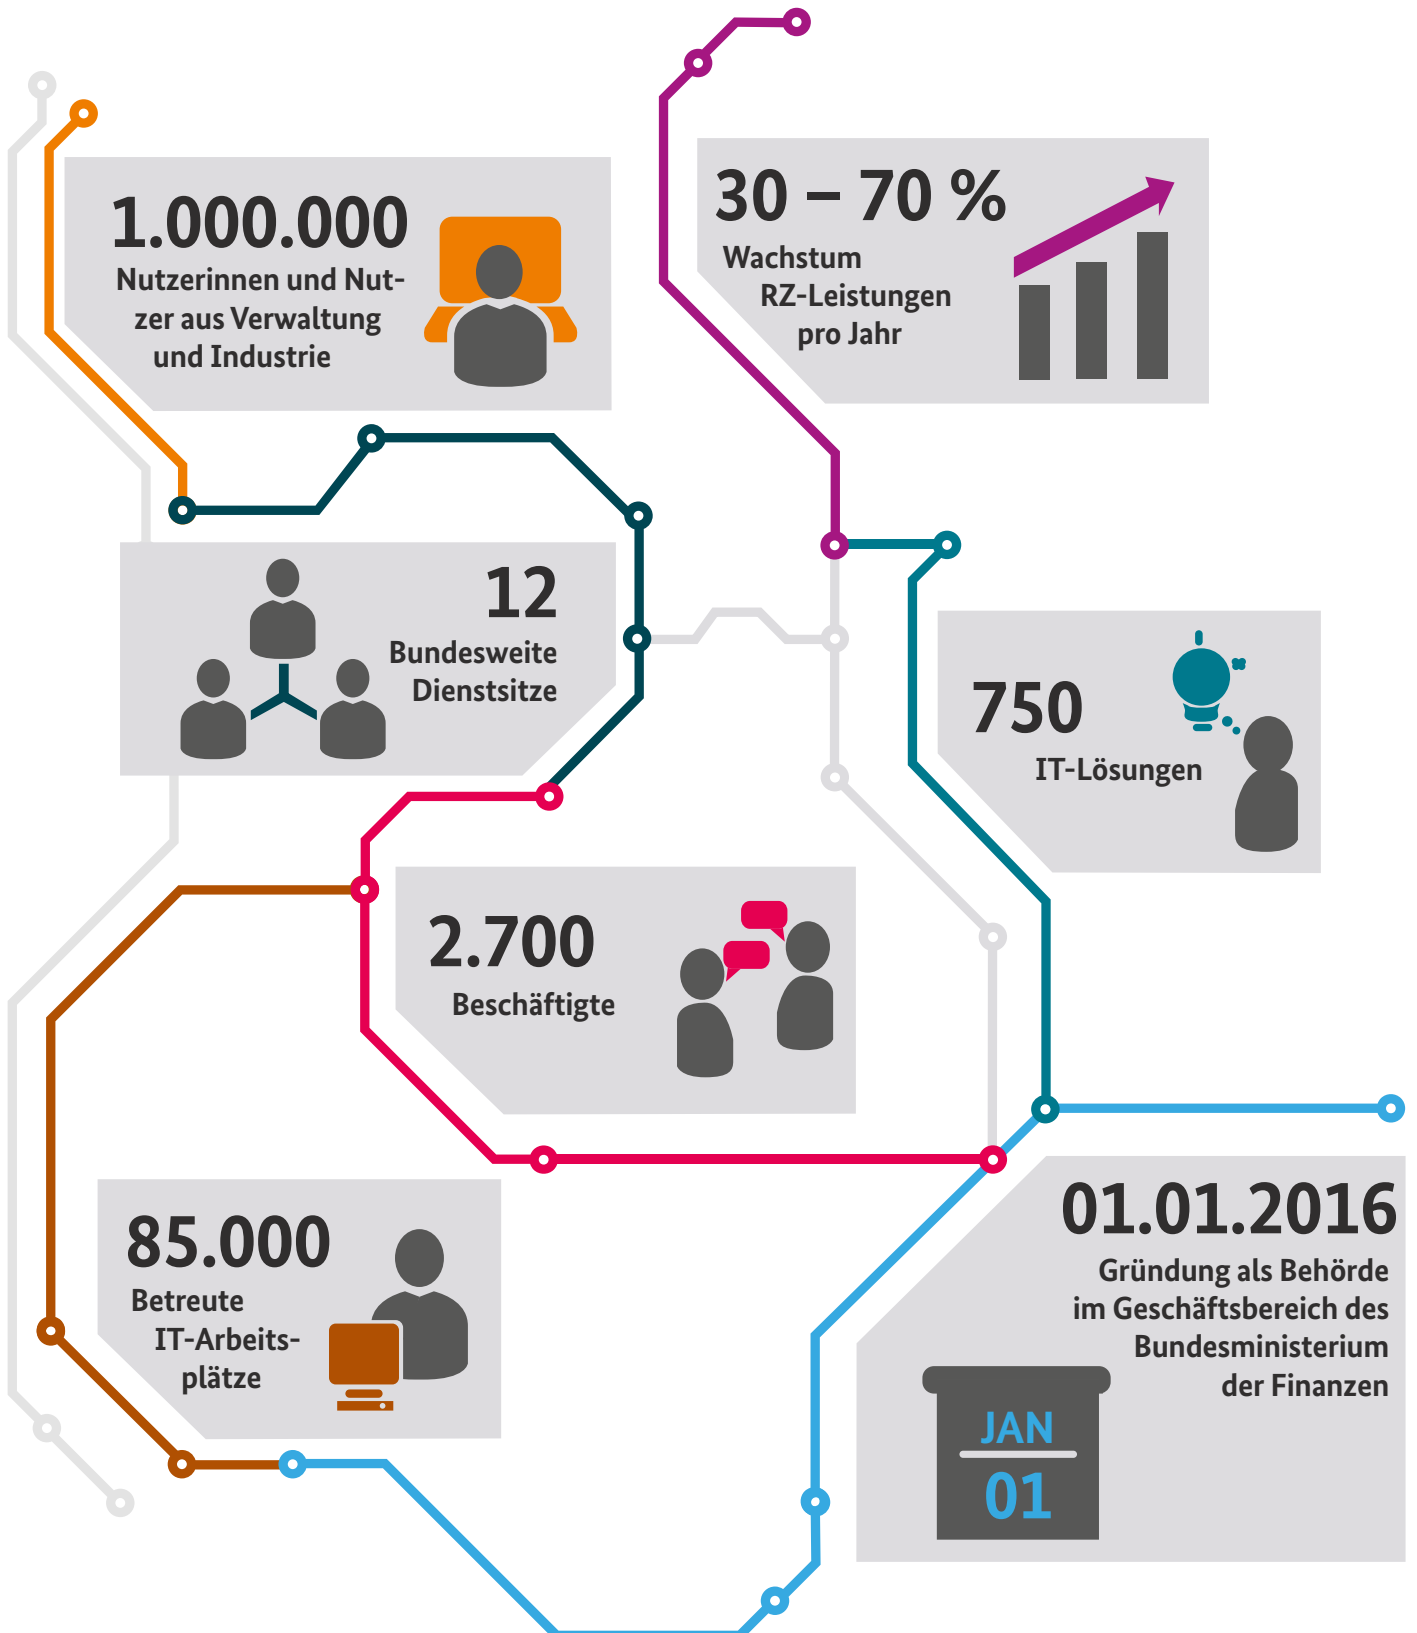 1.000.000
Nutzerinnen und Nut-
zer aus Verwaltung
und Industrie
30 – 70 %
Wachstum
RZ-Leistungen
pro Jahr
12
Bundesweite
Dienstsitze
750
IT-Lösungen
2.700
Beschäftigte
85.000
Betreute
IT-Arbeits-
plätze
01.01.2016
Gründung als Behörde
im Geschäftsbereich des
Bundesministerium
der Finanzen
JAN
01